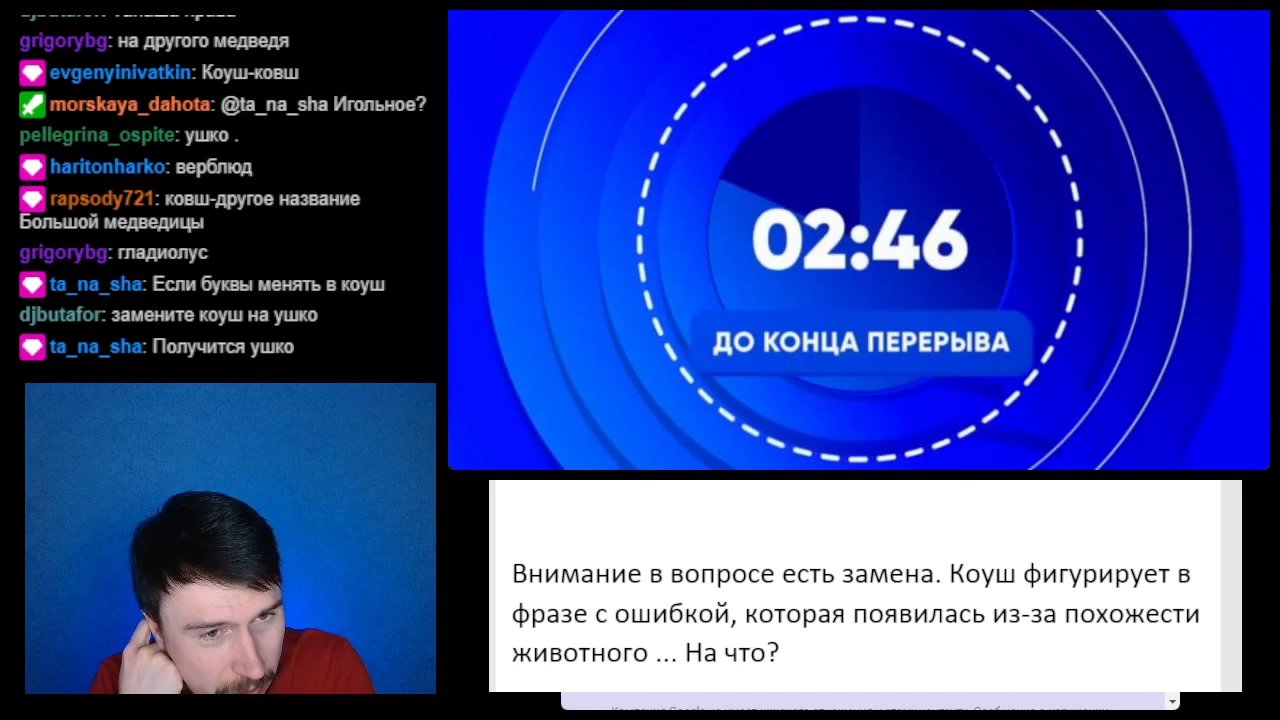 grigorybg: на другого медведя
evgenyinivatkin: Коуш-ковш
morskaya_dahota: @ta_na_sha Игольное?
pellegrina_ospite: ушко .
haritonharko: верблюд
rapsody721: ковш-другое название
Большой медведицы
grigorybg: гладиолус
ta_na_sha: Если буквы менять в коуш
djbutafor: замените коуш на ушко
ta_na_sha: Получится ушко
02:46
ДО КОНЦА ПЕРЕРЫВА
Внимание в вопросе есть замена. Коуш фигурирует в
фразе с ошибкой, которая появилась из-за похожести
животного ... На что?